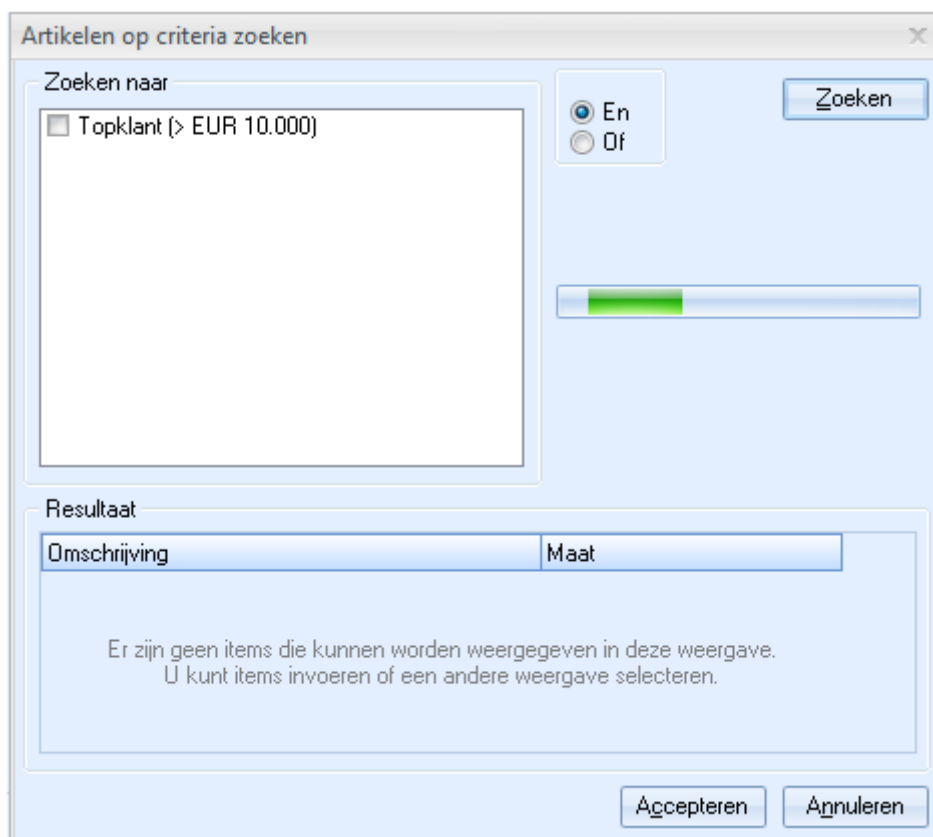 Artikelen op criteria zoeken
Zoeken naar
Topklant (> EUR 10.000)
En
Of
Zoeken
Resultaat
Omschrijving Maat
Er zijn geen items die kunnen worden weergegeven in deze weergave.
U kunt items invoeren of een andere weergave selecteren.
Accepteren Annuleren